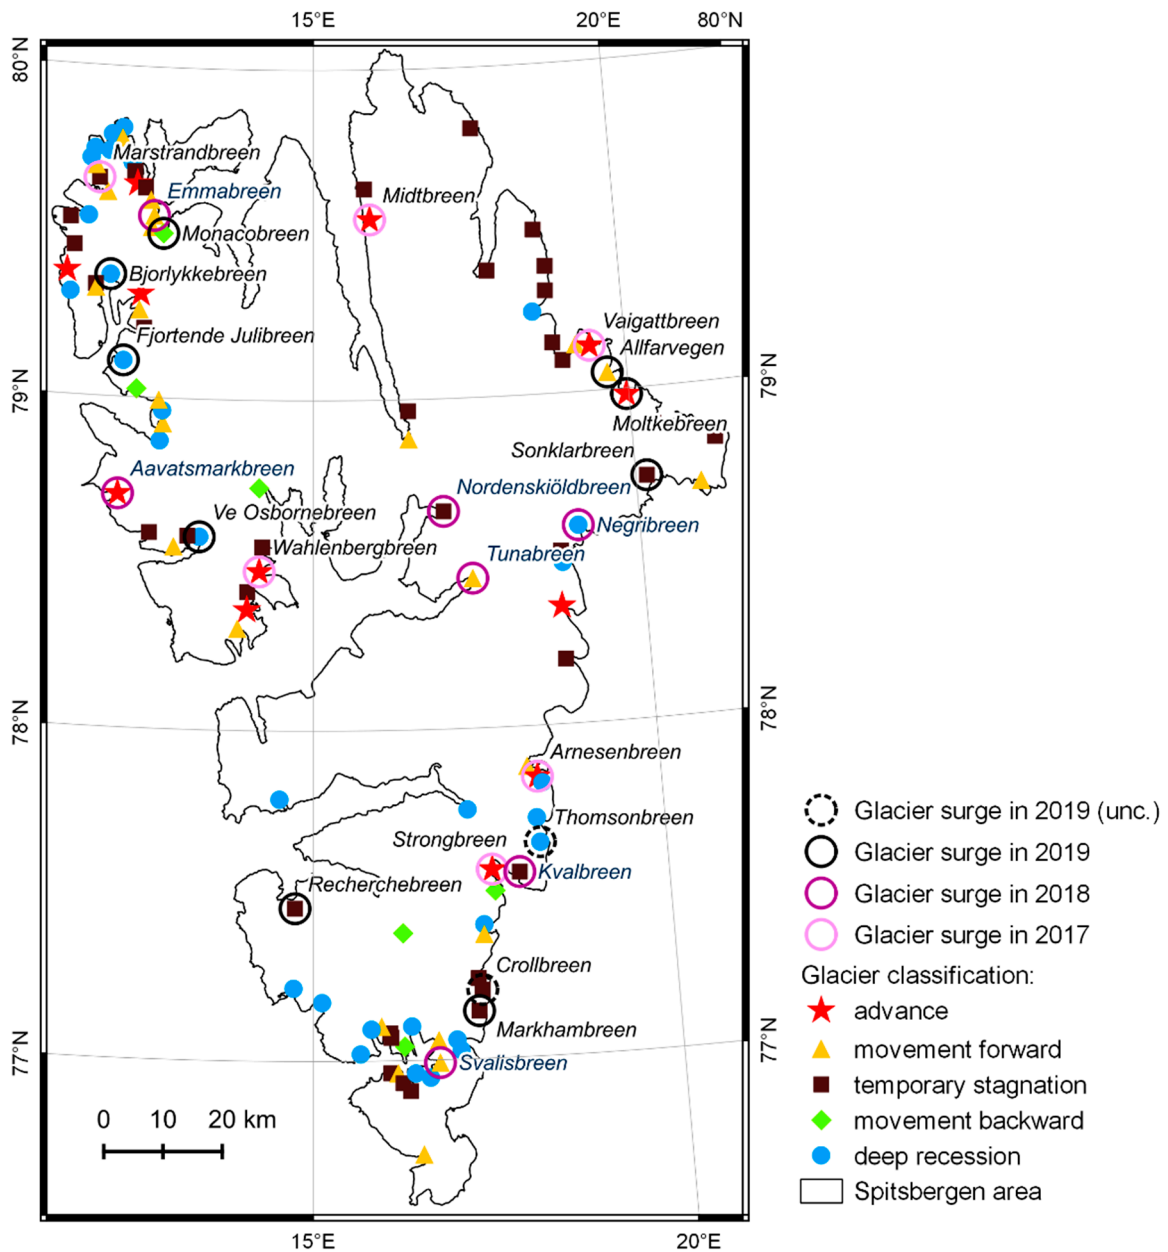 15°E 20°E 80°N
80°N
Marstrandbreen
Emmabreen
Midtbreen
Monacobreen
Bjorlykkebreen
Vaigattbreen
Fjortende Julibreen
Allfarvegen
79°N
79°N
Moltkebreen
Sonklarbreen
Aavatsmarkbreen
Nordenskiöldbreen
Ve Osbornebreen
Negribreen
Wahlenbergbreen
Tunabreen
78°N
78°N
Arnesenbreen
Thomsonbreen
Strongbreen
Kvalbreen
Recherchebreen
Crollbreen
Markhambreen
77°N
77°N
Svalisbreen
0 10 20 km
15°E 20°E
Glacier surge in 2019 (unc.)
Glacier surge in 2019
Glacier surge in 2018
Glacier surge in 2017
Glacier classification:
advance
movement forward
temporary stagnation
movement backward
deep recession
Spitsbergen area